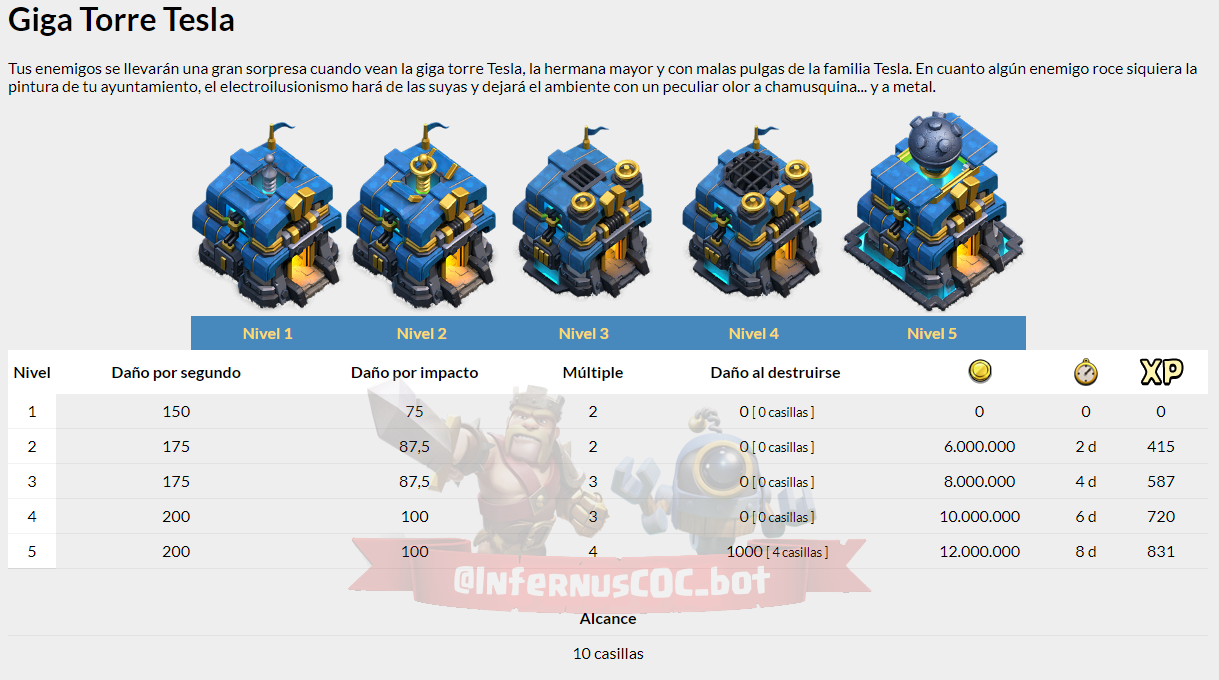 Giga Torre Tesla
Tus enemigos se llevarán una gran sorpresa cuando vean la giga torre Tesla, la hermana mayor y con malas pulgas de la familia Tesla. En cuanto algún enemigo roce siquiera la
pintura de tu ayuntamiento, el electroilusionismo hará de las suyas y dejará el ambiente con un peculiar olor a chamusquina... y a metal.
Nivel 1 Nivel 2 Nivel 3 Nivel 4 Nivel 5
Nivel Daño por segundo Daño por impacto Múltiple Daño al destruirse XP
1 150 75 2 0 [ 0 casillas ] 0 0 0
2 175 87,5 2 0 [ 0 casillas ] 6.000.000 2 d 415
3 175 87,5 3 0 [ 0 casillas ] 8.000.000 4 d 587
4 200 100 3 0 [ 0 casillas ] 10.000.000 6 d 720
5 200 100 4 1000 [ 4 casillas ] 12.000.000 8 d 831
@InfernusCOC_bot
Alcance
10 casillas